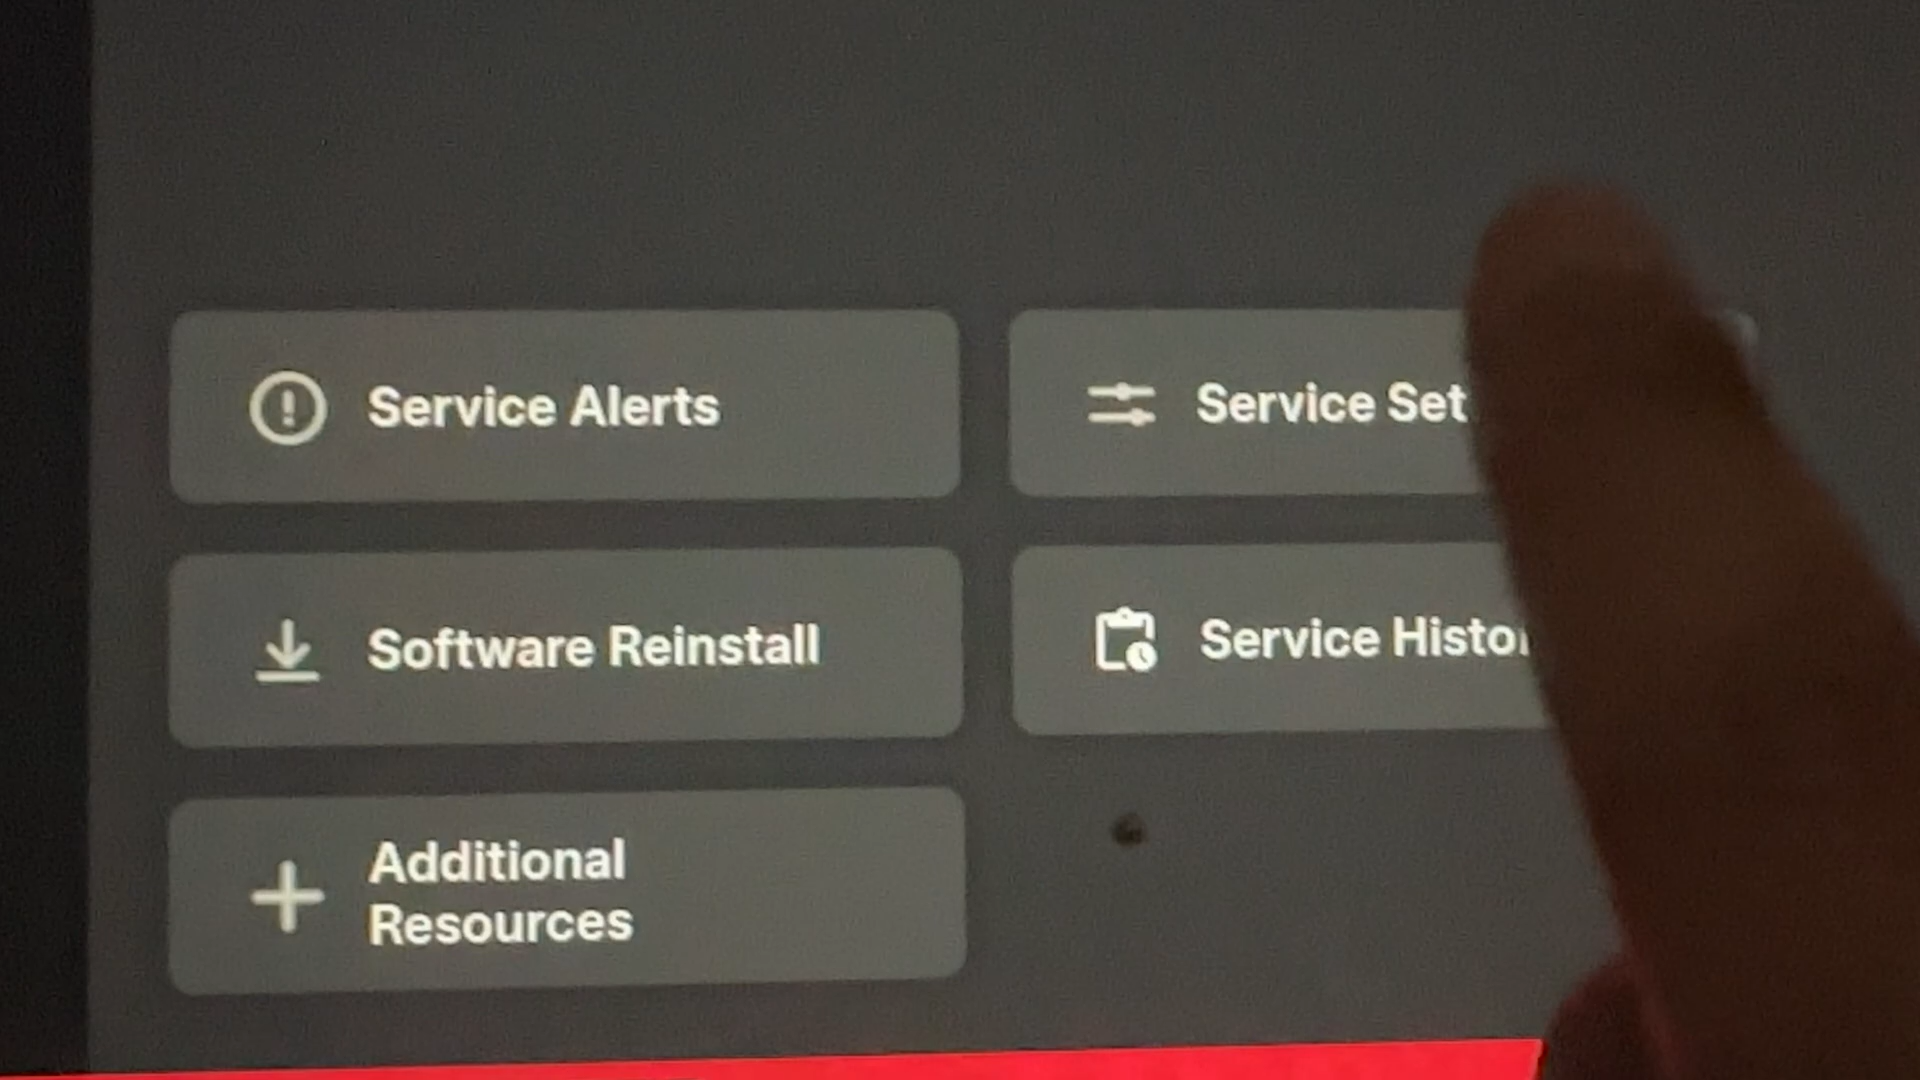 Service Alerts
Service Set
Software Reinstall
Service Histo
Additional
Resources